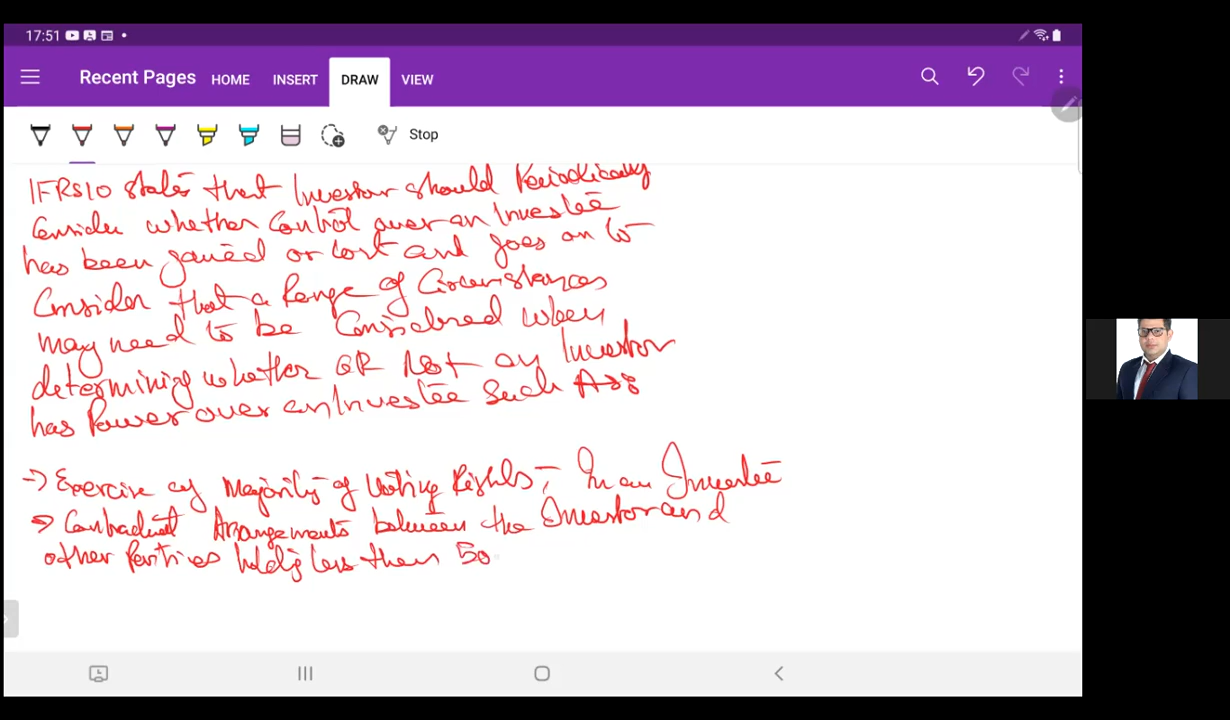 17:51
Recent Pages HOME INSERT DRAW VIEW
Stop
IFRS10 states that Investor should Periodically
Consider whether Control over an Investee
has been gained or lost and goes on to
Consider that a Range of Circumstances
may need to be Considered when
determining whether OR Not an Investor
has Power over an Investee Such As:
→ Exercise of Majority of Voting Rights, In an Investee
→ Contractual Arrangements between the Investor and
other Parties holding less than 50